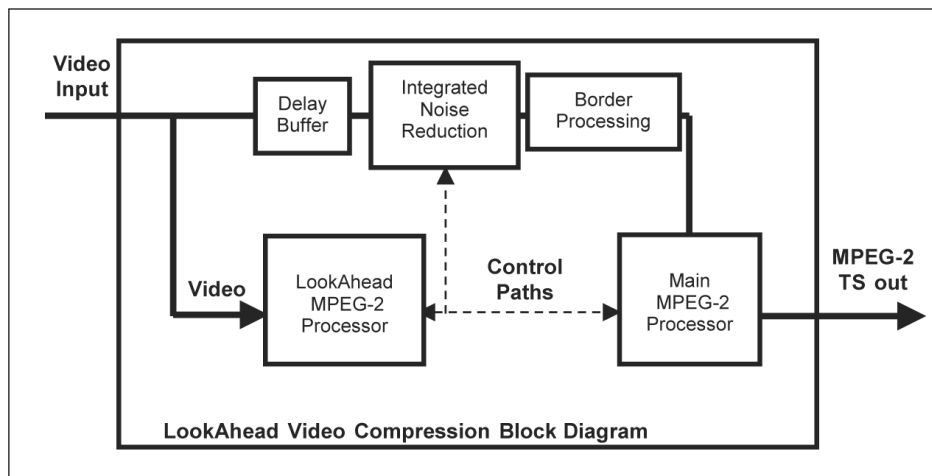 Video
Input
Delay
Buffer
Integrated
Noise
Reduction
Border
Processing
Video
LookAhead
MPEG-2
Processor
Control
Paths
Main
MPEG-2
Processor
MPEG-2
TS out
LookAhead Video Compression Block Diagram